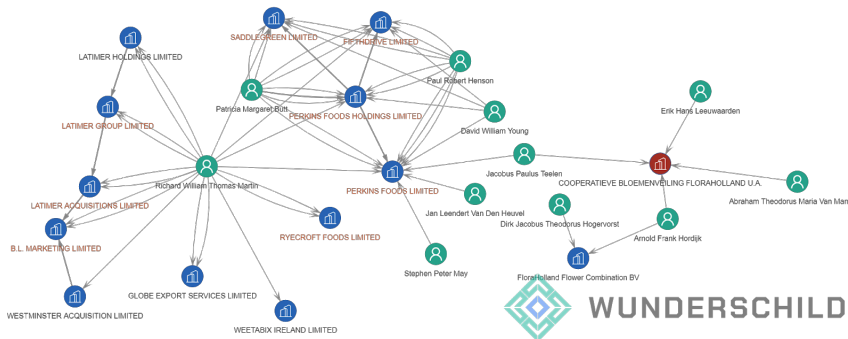 SADDLEGREEN LIMITED
FIFTHDRIVE LIMITED
LATIMER HOLDINGS LIMITED
Paul Robert Henson
Patricia Margaret Butt
PERKINS FOODS HOLDINGS LIMITED
Erik Hans Leeuwaarden
LATIMER GROUP LIMITED
David William Young
Jacobus Paulus Teelen
COOPERATIEVE BLOEMENVEILING FLORAHOLLAND U.A.
Richard William Thomas Martin
PERKINS FOODS LIMITED
Abraham Theodorus Maria Van Mari
LATIMER ACQUISITIONS LIMITED
Jan Leendert Van Den Heuvel
Dirk Jacobus Theodorus Hogervorst
RYECROFT FOODS LIMITED
Arnold Frank Hordijk
B.L. MARKETING LIMITED
Stephen Peter May
FloraHolland Flower Combination BV
GLOBE EXPORT SERVICES LIMITED
WESTMINSTER ACQUISITION LIMITED
WEETABIX IRELAND LIMITED
WUNDERSCHILD